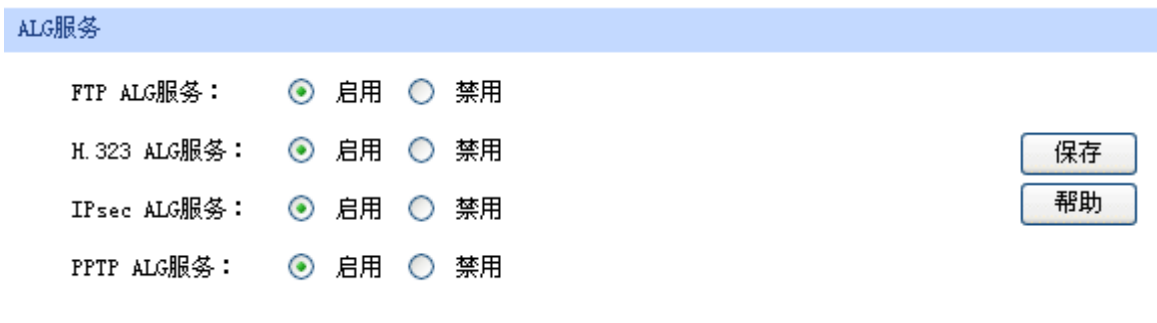 ALG服务
FTP ALG服务： 启用 禁用
H.323 ALG服务： 启用 禁用
保存
IPsec ALG服务： 启用 禁用
帮助
PPTP ALG服务： 启用 禁用